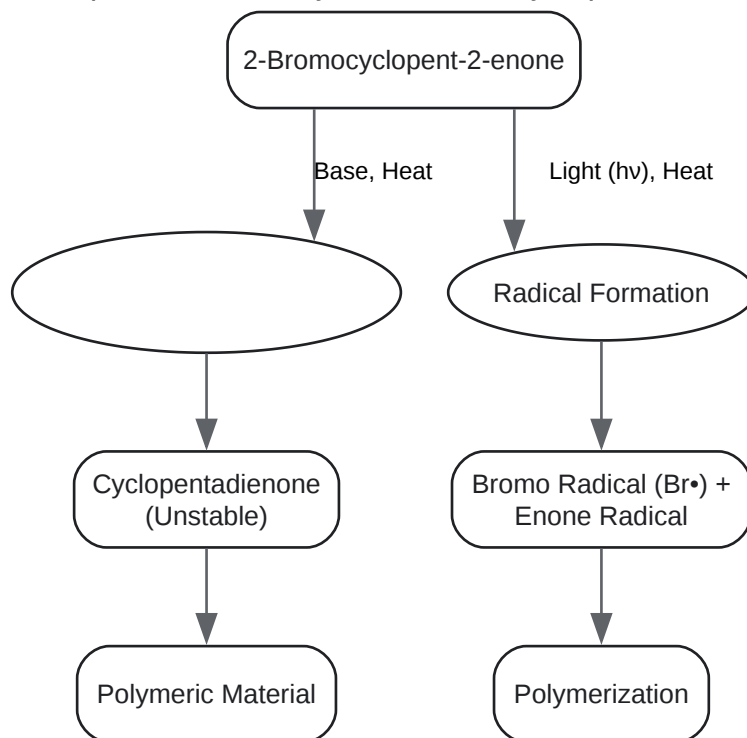 2-Bromocyclopent-2-enone
Base, Heat
Light (hν), Heat
Radical Formation
Cyclopentadienone
(Unstable)
Bromo Radical (Br•) +
Enone Radical
Polymeric Material
Polymerization